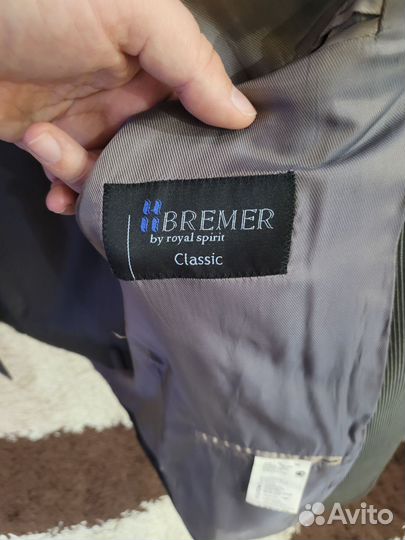 BREMER
by royal spirit
Classic
Avito